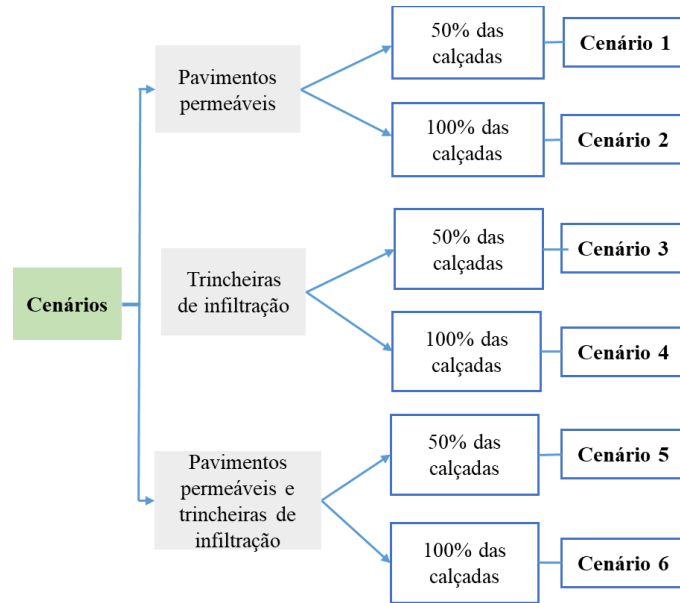 Cenários
Pavimentos
permeáveis
50% das
calçadas
Cenário 1
100% das
calçadas
Cenário 2
Trincheiras
de infiltração
50% das
calçadas
Cenário 3
100% das
calçadas
Cenário 4
Pavimentos
permeáveis e
trincheiras de
infiltração
50% das
calçadas
Cenário 5
100% das
calçadas
Cenário 6